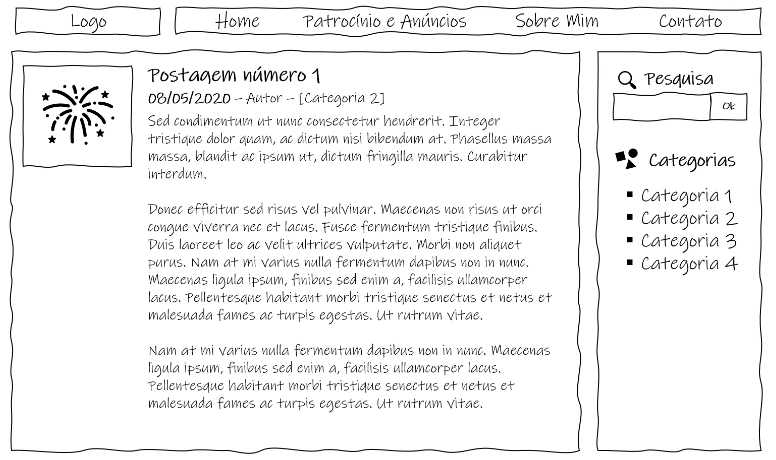 Logo
Home
Patrocínio e Anúncios
Sobre Mim
Contato
Postagem número 1
08/05/2020 -- Autor -- [Categoria 2]
Sed condimentum ut nunc consectetur hendrerit. Integer
tristique dolor quam, ac dictum nisi bibendum at. Phasellus massa
massa, blandit ac ipsum ut, dictum fringilla mauris. Curabitur
interdum.
Donec efficitur sed risus vel pulvinar. Maecenas non risus ut orci
congue viverra nec et lacus. Fusce fermentum tristique finibus.
Duis laoreet leo ac velit ultrices vulputate. Morbi non aliquet
purus. Nam at mi varius nulla fermentum dapibus non in nunc.
Maecenas ligula ipsum, finibus sed enim a, facilisis ullamcorper
lacus. Pellentesque habitant morbi tristique senectus et netus et
malesuada fames ac turpis egestas. Ut rutrum vitae.
Nam at mi varius nulla fermentum dapibus non in nunc. Maecenas
ligula ipsum, finibus sed enim a, facilisis ullamcorper lacus.
Pellentesque habitant morbi tristique senectus et netus et
malesuada fames ac turpis egestas. Ut rutrum vitae.
Pesquisa
Ok
Categorias
Categoria 1
Categoria 2
Categoria 3
Categoria 4